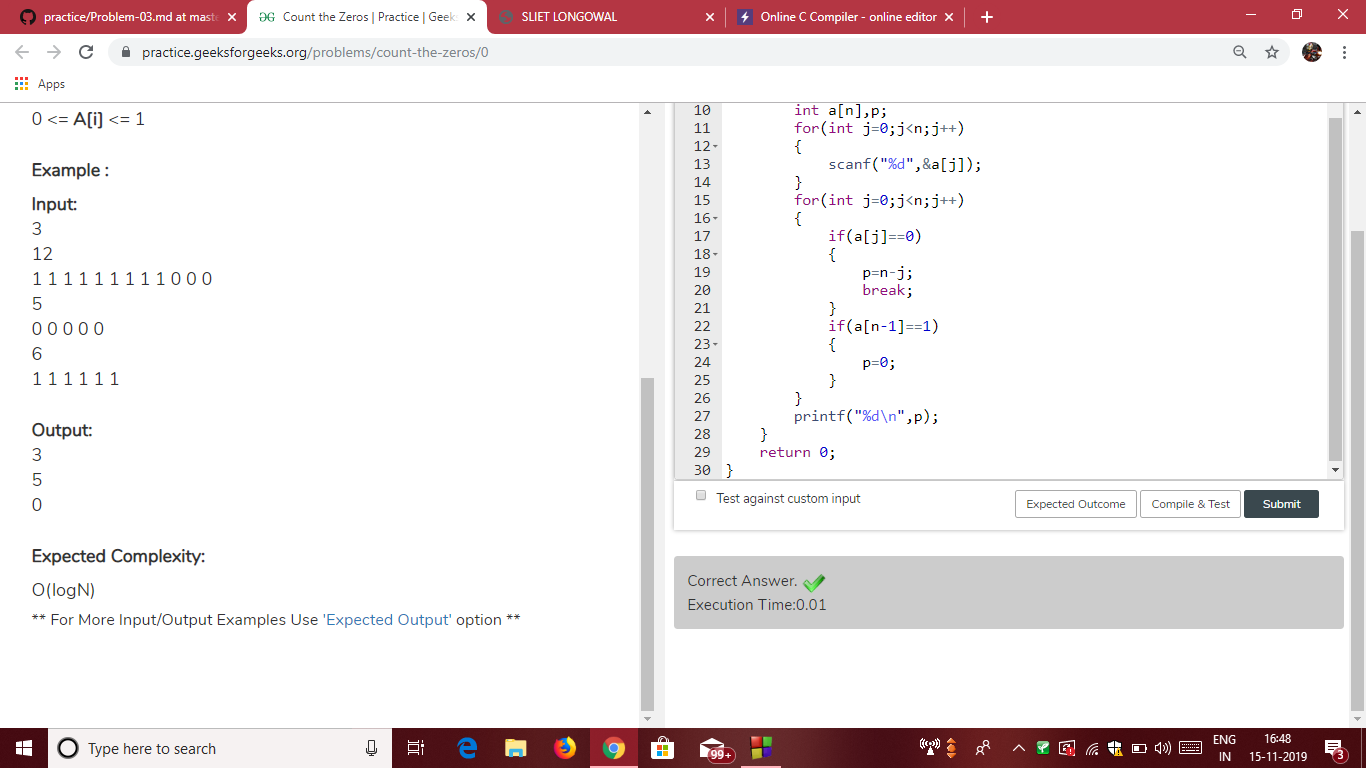 practice/Problem-03.md at maste
Count the Zeros | Practice | Geeks
SLIET LONGOWAL
Online C Compiler - online editor
practice.geeksforgeeks.org/problems/count-the-zeros/0
Apps
0 <= A[i] <= 1
Example :
Input:
3
12
1 1 1 1 1 1 1 1 1 0 0 0
5
0 0 0 0 0
6
1 1 1 1 1 1
Output:
3
5
0
Expected Complexity:
O(logN)
** For More Input/Output Examples Use 'Expected Output' option **
10 int a[n],p;
11 for(int j=0;j<n;j++)
12 {
13 scanf("%d",&a[j]);
14 }
15 for(int j=0;j<n;j++)
16 {
17 if(a[j]==0)
18 {
19 p=n-j;
20 break;
21 }
22 if(a[n-1]==1)
23 {
24 p=0;
25 }
26 }
27 printf("%d\n",p);
28 }
29 return 0;
30 }
Test against custom input
Expected Outcome
Compile & Test
Submit
Correct Answer.
Execution Time:0.01
Type here to search
99+
ENG
IN
16:48
15-11-2019
3